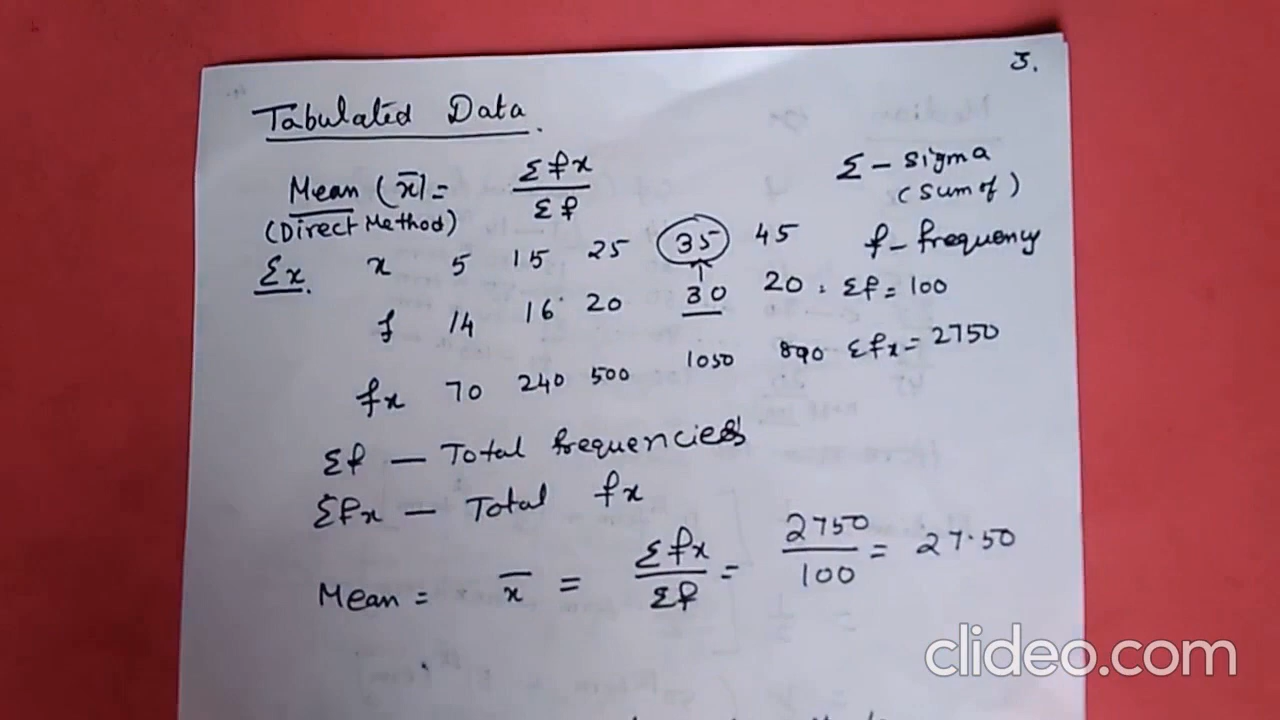 3.
Tabulated Data.
Mean (x̄) = Σfx / Σf
Σ - sigma
(sum of)
(Direct Method)
f - frequency
Ex. x 5 15 25 35 45
f 14 16 20 30 20 Σf = 100
fx 70 240 500 1050 890 Σfx = 2750
Σf — Total frequencies
Σfx — Total fx
Mean = x̄ = Σfx / Σf = 2750 / 100 = 27.50
clideo.com